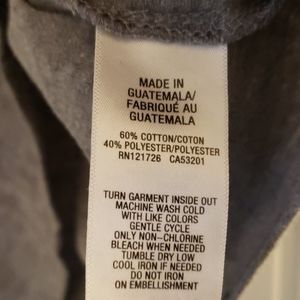 MADE IN
GUATEMALA/
FABRIQUÉ AU
GUATEMALA
60% COTTON/COTON
40% POLYESTER/POLYESTER
RN121726 CA53201
TURN GARMENT INSIDE OUT
MACHINE WASH COLD
WITH LIKE COLORS
GENTLE CYCLE
ONLY NON-CHLORINE
BLEACH WHEN NEEDED
TUMBLE DRY LOW
COOL IRON IF NEEDED
DO NOT IRON
ON EMBELLISHMENT